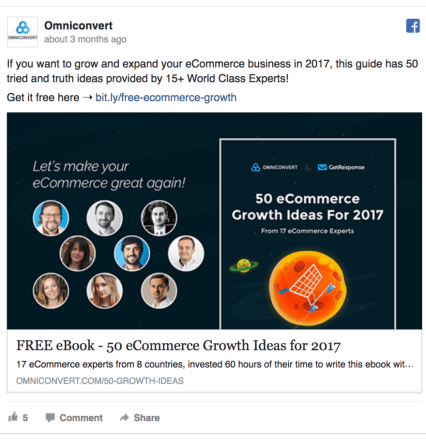 Omniconvert
about 3 months ago
OMNICONVERT
If you want to grow and expand your eCommerce business in 2017, this guide has 50
tried and truth ideas provided by 15+ World Class Experts!
Get it free here → bit.ly/free-ecommerce-growth
Let's make your
eCommerce great again!
OMNICONVERT & GetResponse
50 eCommerce
Growth Ideas For 2017
From 17 eCommerce Experts
FREE eBook - 50 eCommerce Growth Ideas for 2017
17 eCommerce experts from 8 countries, invested 60 hours of their time to write this ebook wit...
OMNICONVERT.COM/50-GROWTH-IDEAS
5 Comment Share